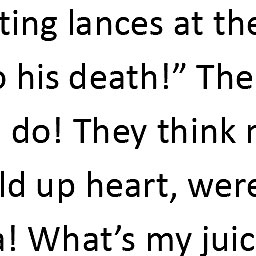 ting lances at the
his death!” The
do! They think
ld up heart, were
! What’s my juic